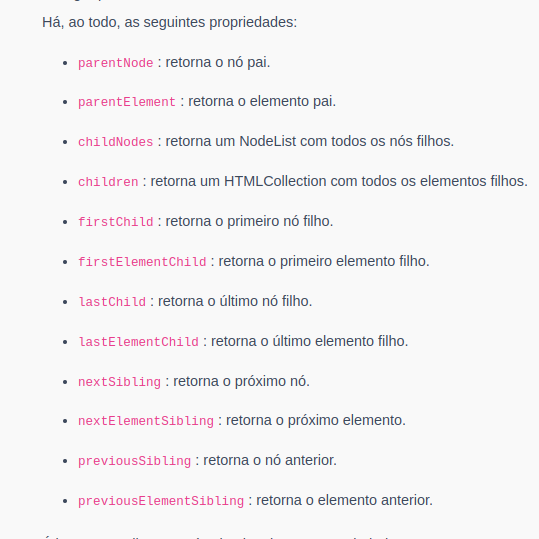 Há, ao todo, as seguintes propriedades:
• parentNode : retorna o nó pai.
• parentElement : retorna o elemento pai.
• childNodes : retorna um NodeList com todos os nós filhos.
• children : retorna um HTMLCollection com todos os elementos filhos.
• firstChild : retorna o primeiro nó filho.
• firstElementChild : retorna o primeiro elemento filho.
• lastChild : retorna o último nó filho.
• lastElementChild : retorna o último elemento filho.
• nextSibling : retorna o próximo nó.
• nextElementSibling : retorna o próximo elemento.
• previousSibling : retorna o nó anterior.
• previousElementSibling : retorna o elemento anterior.